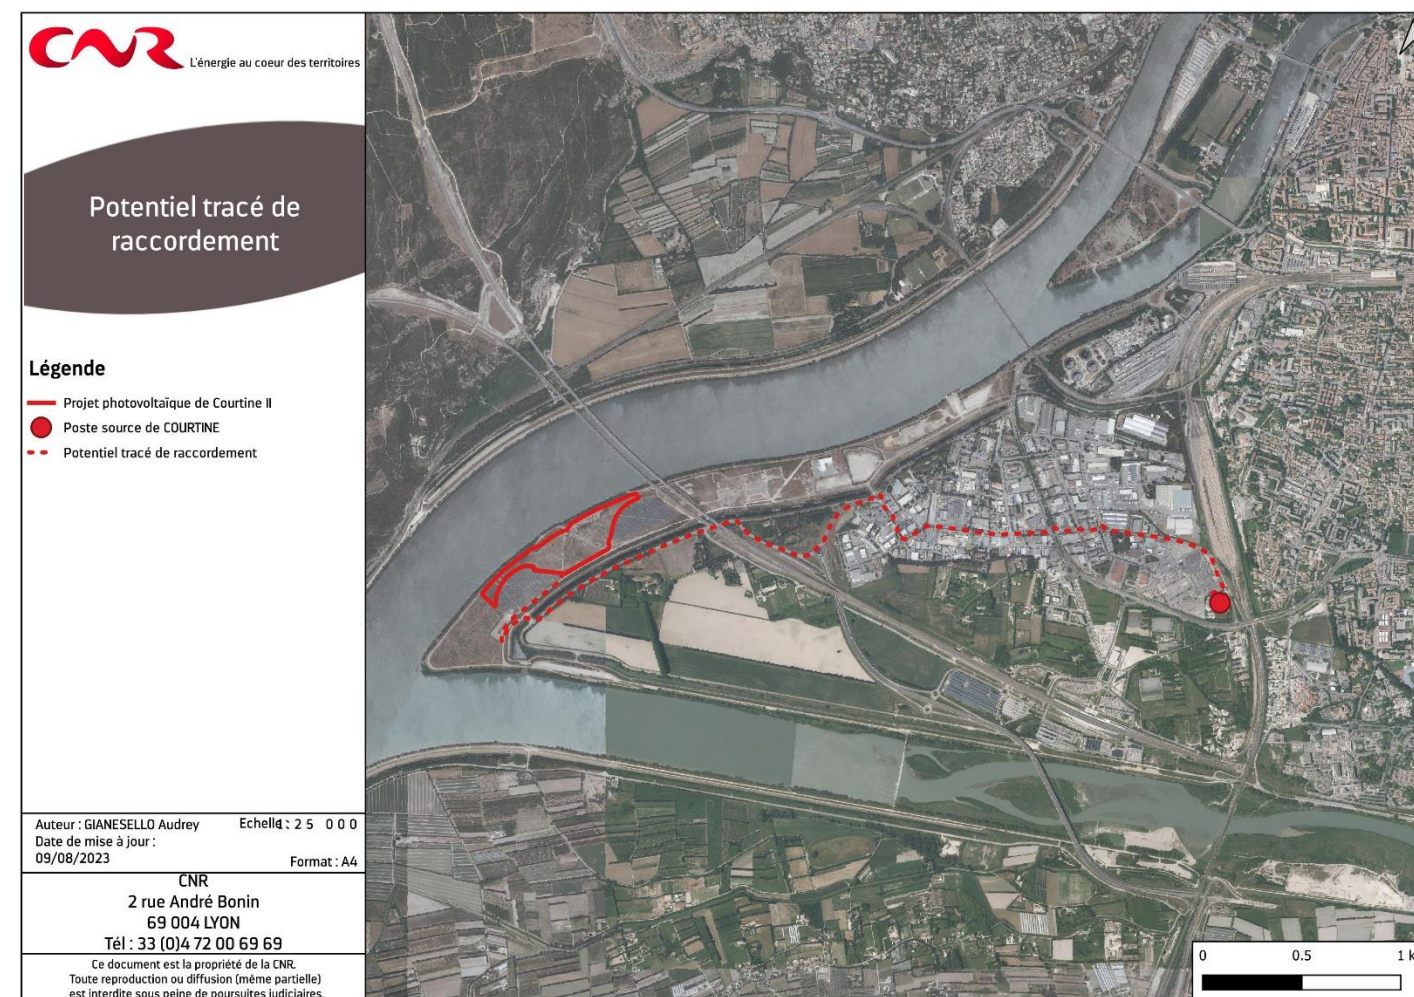 CNR
L'énergie au coeur des territoires
Potentiel tracé de
raccordement
Légende
Projet photovoltaïque de Courtine II
Poste source de COURTINE
Potentiel tracé de raccordement
Auteur : GIANESELLO Audrey
Echelle : 25 000
Date de mise à jour :
09/08/2023
Format : A4
CNR
2 rue André Bonin
69 004 LYON
Tél : 33 (0)4 72 00 69 69
Ce document est la propriété de la CNR.
Toute reproduction ou diffusion (même partielle)
est interdite sous peine de poursuites judiciaires.
0 0.5 1 k